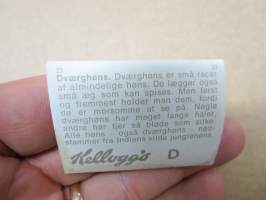 Dværghøns. Dværghøns er små racer
af almindelige høns. De lægger også
små æg som kan spises. Men først
og fremmest holder man dem, fordi
de er morsomme at se på. Nogle
dværghøns har meget lange haler,
andre har fjer så bløde som silke.
Alle høns - også dværghøns - ned-
stammer fra Indiens vilde junglehøns.
Kellogg's D